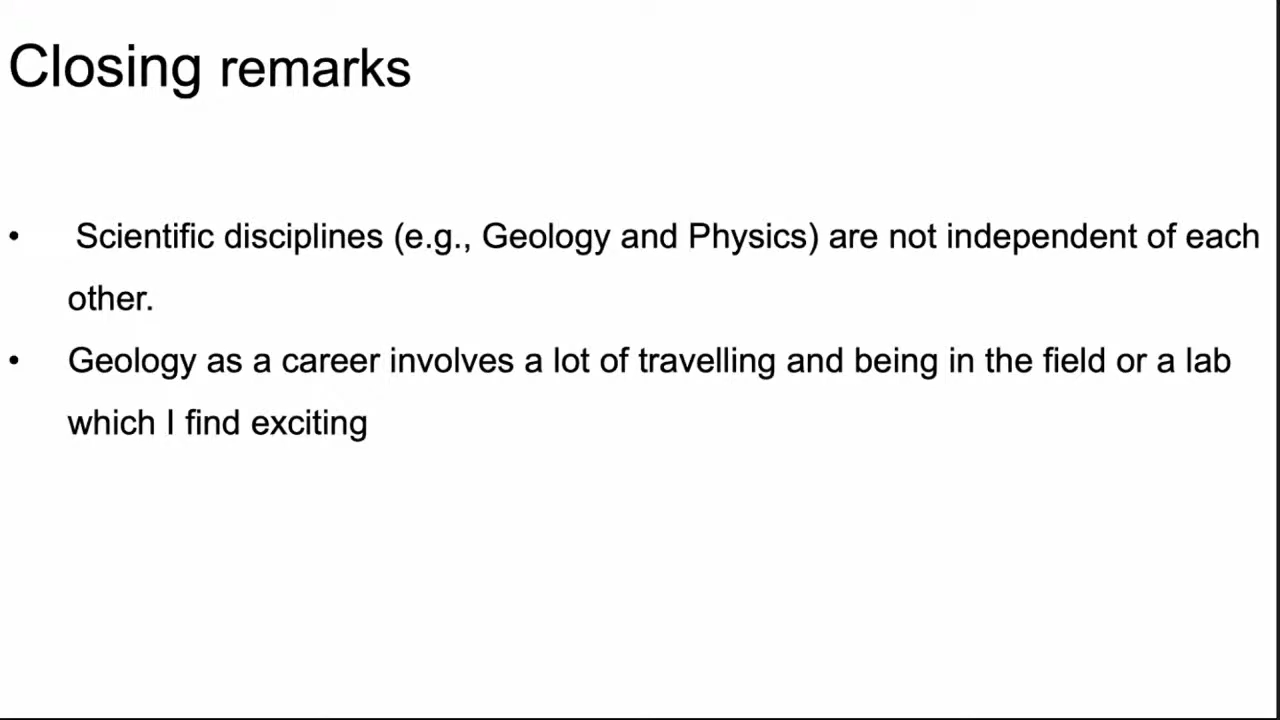 Closing remarks
• Scientific disciplines (e.g., Geology and Physics) are not independent of each
other.
• Geology as a career involves a lot of travelling and being in the field or a lab
which I find exciting